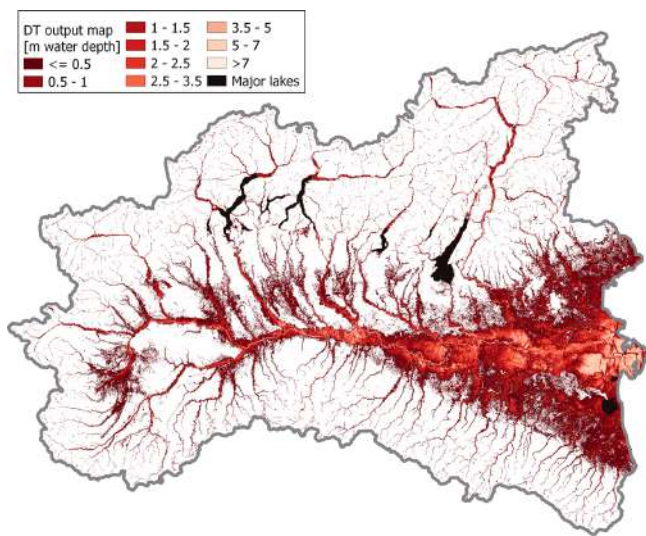 DT output map
[m water depth]
<= 0.5
0.5 - 1
1 - 1.5
1.5 - 2
2 - 2.5
2.5 - 3.5
3.5 - 5
5 - 7
>7
Major lakes